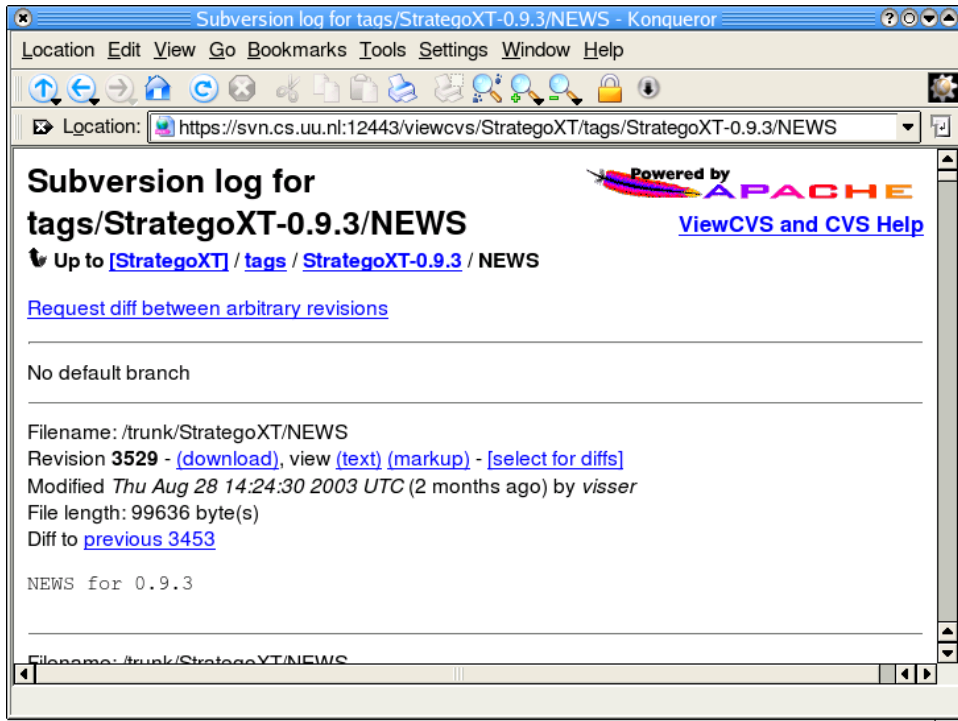 Subversion log for tags/StrategoXT-0.9.3/NEWS - Konqueror
Location Edit View Go Bookmarks Tools Settings Window Help
Location: https://svn.cs.uu.nl:12443/viewcvs/StrategoXT/tags/StrategoXT-0.9.3/NEWS
Subversion log for
tags/StrategoXT-0.9.3/NEWS
Powered by
APACHE
ViewCVS and CVS Help
Up to [StrategoXT] / tags / StrategoXT-0.9.3 / NEWS
Request diff between arbitrary revisions
No default branch
Filename: /trunk/StrategoXT/NEWS
Revision 3529 - (download), view (text) (markup) - [select for diffs]
Modified Thu Aug 28 14:24:30 2003 UTC (2 months ago) by visser
File length: 99636 byte(s)
Diff to previous 3453
NEWS for 0.9.3
Filename: /trunk/StrategoXT/NEWS